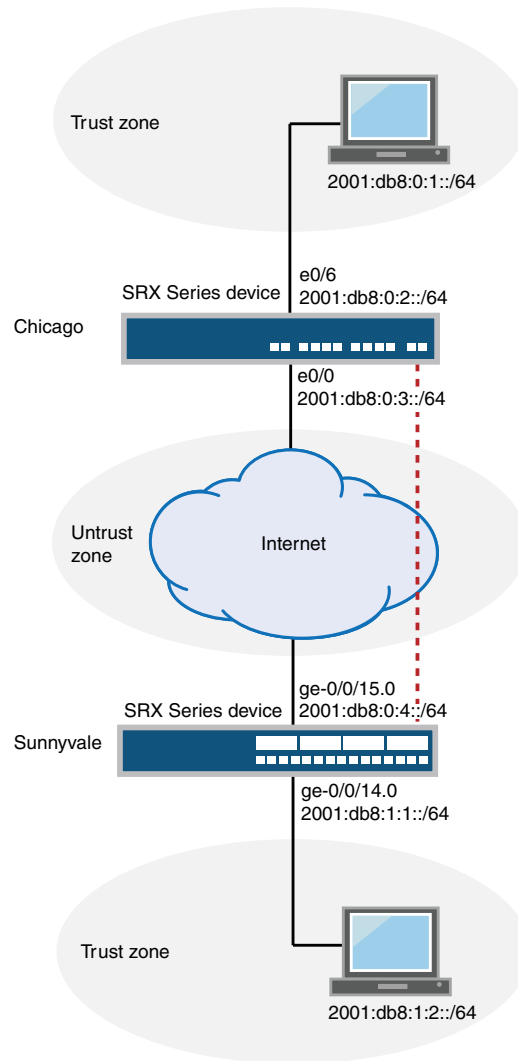 Trust zone
2001:db8:0:1::/64
e0/6
SRX Series device
2001:db8:0:2::/64
Chicago
e0/0
2001:db8:0:3::/64
Untrust
zone
Internet
ge-0/0/15.0
SRX Series device
2001:db8:0:4::/64
Sunnyvale
ge-0/0/14.0
2001:db8:1:1::/64
Trust zone
2001:db8:1:2::/64